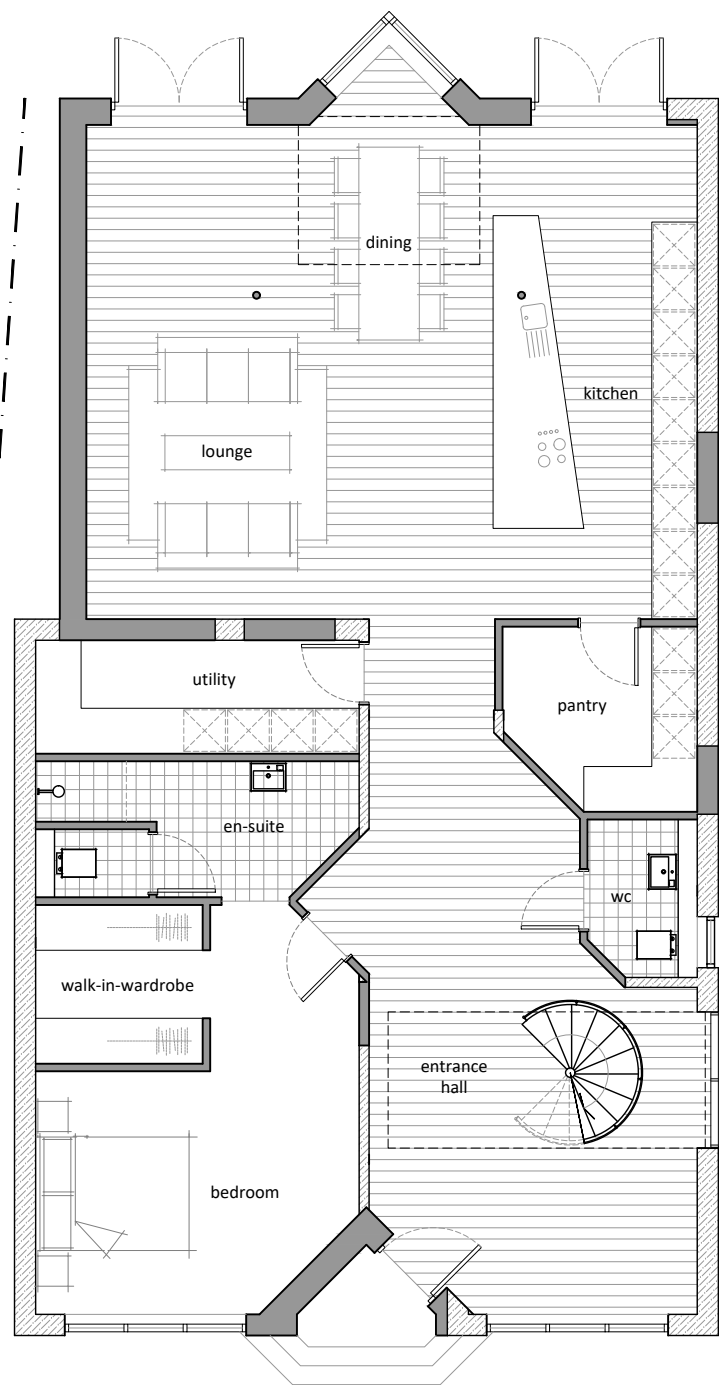 dining
kitchen
lounge
utility
pantry
en-suite
wc
walk-in-wardrobe
entrance
hall
bedroom